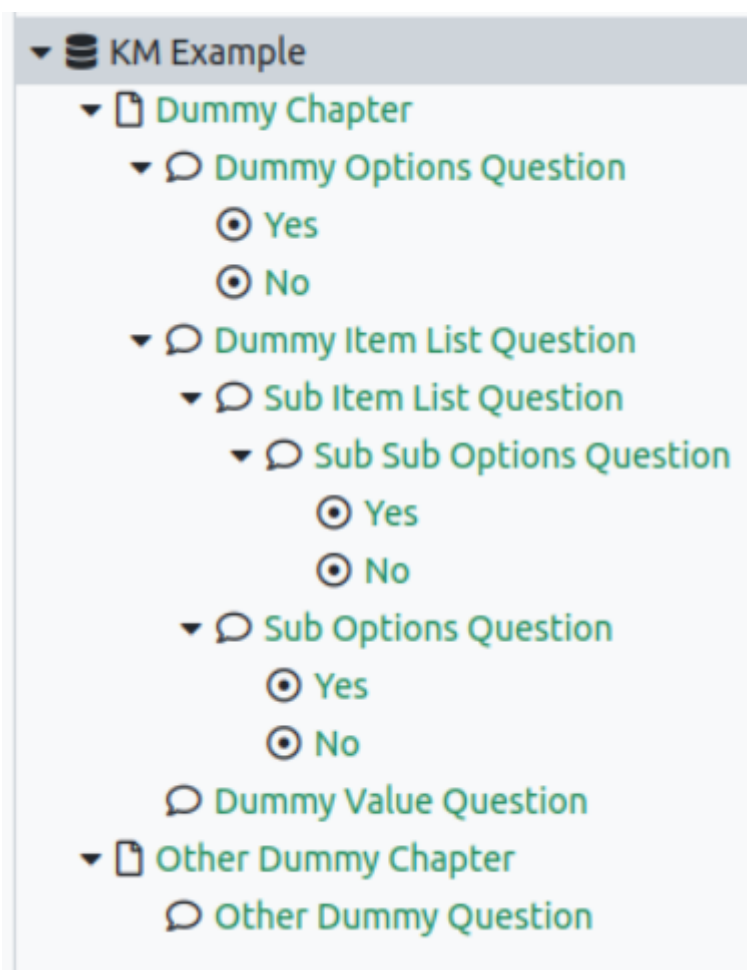 KM Example
Dummy Chapter
Dummy Options Question
Yes
No
Dummy Item List Question
Sub Item List Question
Sub Sub Options Question
Yes
No
Sub Options Question
Yes
No
Dummy Value Question
Other Dummy Chapter
Other Dummy Question